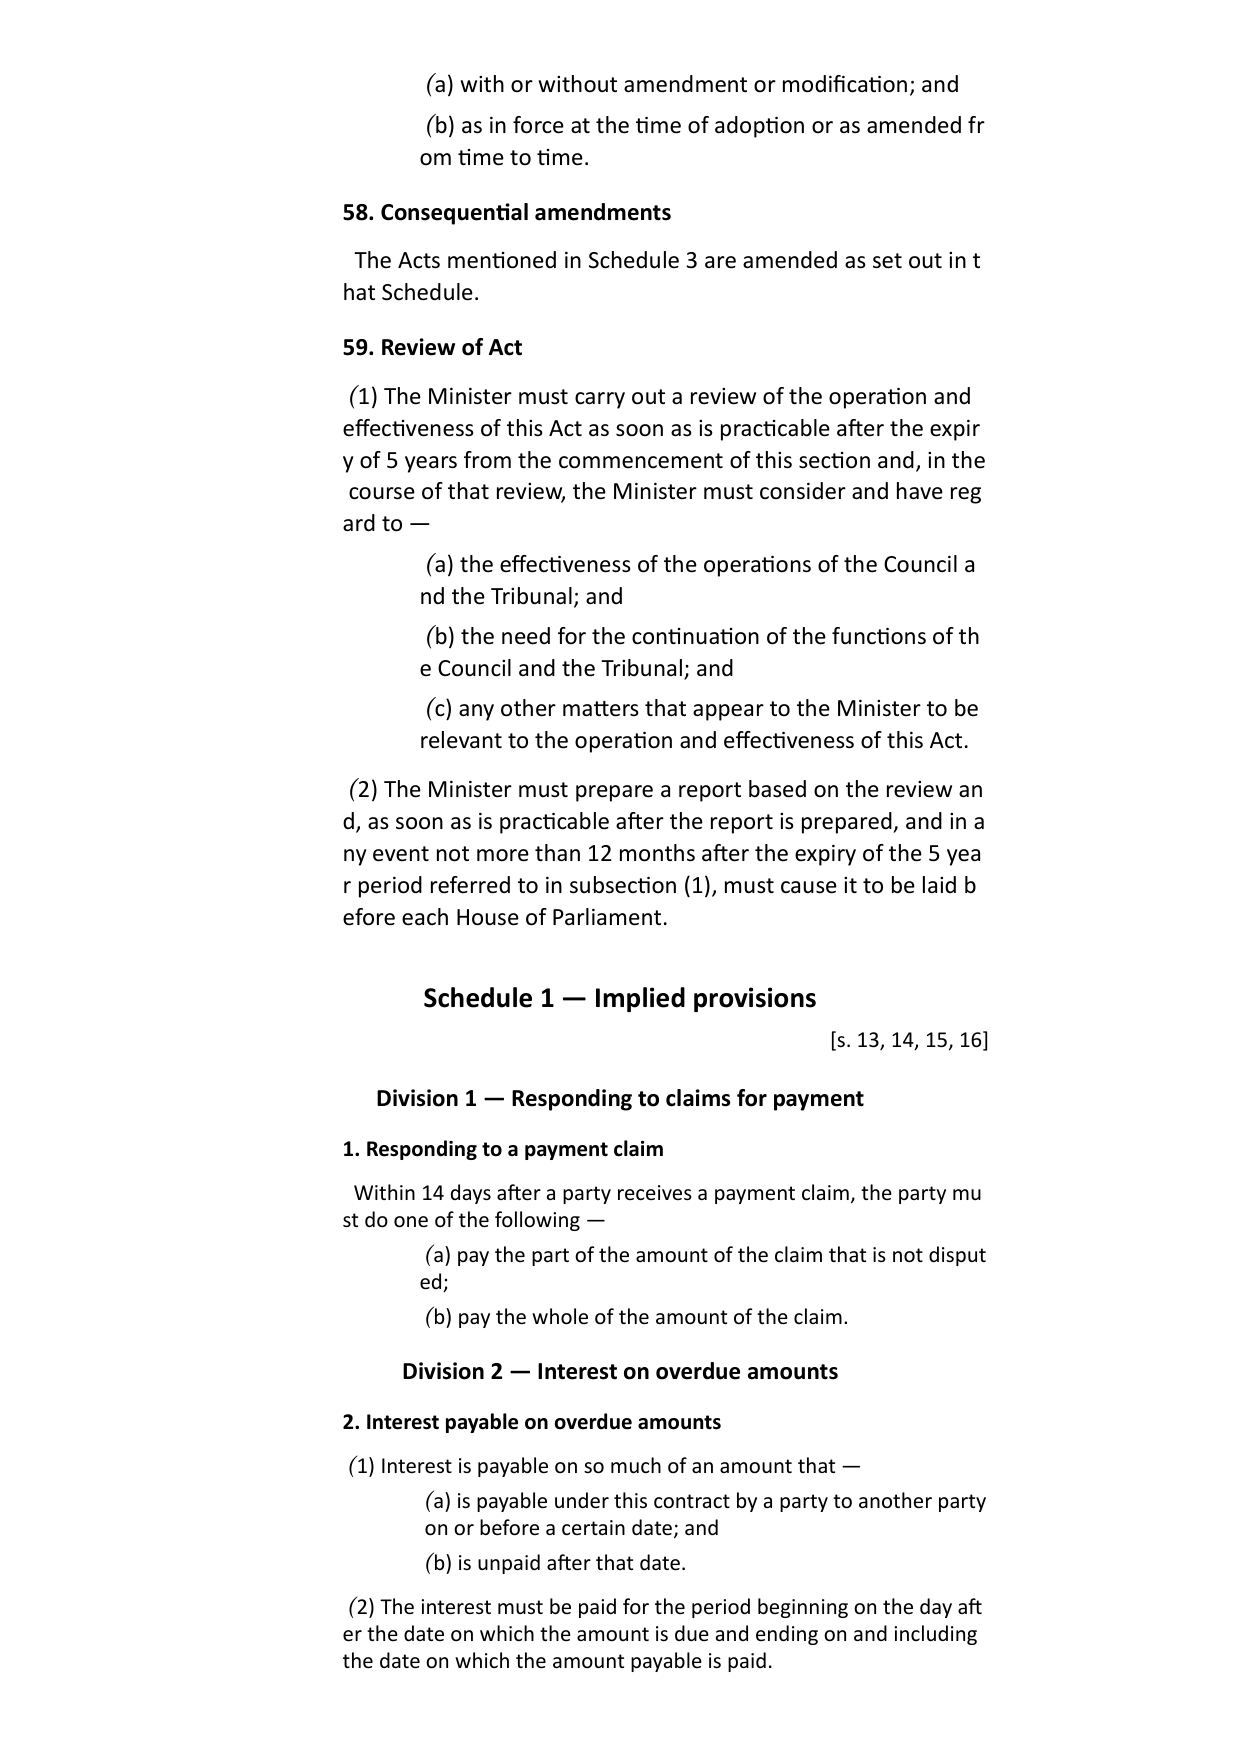 (a) with or without amendment or modification; and
(b) as in force at the time of adoption or as amended fr
om time to time.
58. Consequential amendments
The Acts mentioned in Schedule 3 are amended as set out in t
hat Schedule.
59. Review of Act
(1) The Minister must carry out a review of the operation and
effectiveness of this Act as soon as is practicable after the expir
y of 5 years from the commencement of this section and, in the
course of that review, the Minister must consider and have reg
ard to —
(a) the effectiveness of the operations of the Council a
nd the Tribunal; and
(b) the need for the continuation of the functions of th
e Council and the Tribunal; and
(c) any other matters that appear to the Minister to be
relevant to the operation and effectiveness of this Act.
(2) The Minister must prepare a report based on the review an
d, as soon as is practicable after the report is prepared, and in a
ny event not more than 12 months after the expiry of the 5 yea
r period referred to in subsection (1), must cause it to be laid b
efore each House of Parliament.
Schedule 1 — Implied provisions
[s. 13, 14, 15, 16]
Division 1 — Responding to claims for payment
1. Responding to a payment claim
Within 14 days after a party receives a payment claim, the party mu
st do one of the following —
(a) pay the part of the amount of the claim that is not disput
ed;
(b) pay the whole of the amount of the claim.
Division 2 — Interest on overdue amounts
2. Interest payable on overdue amounts
(1) Interest is payable on so much of an amount that —
(a) is payable under this contract by a party to another party
on or before a certain date; and
(b) is unpaid after that date.
(2) The interest must be paid for the period beginning on the day aft
er the date on which the amount is due and ending on and including
the date on which the amount payable is paid.